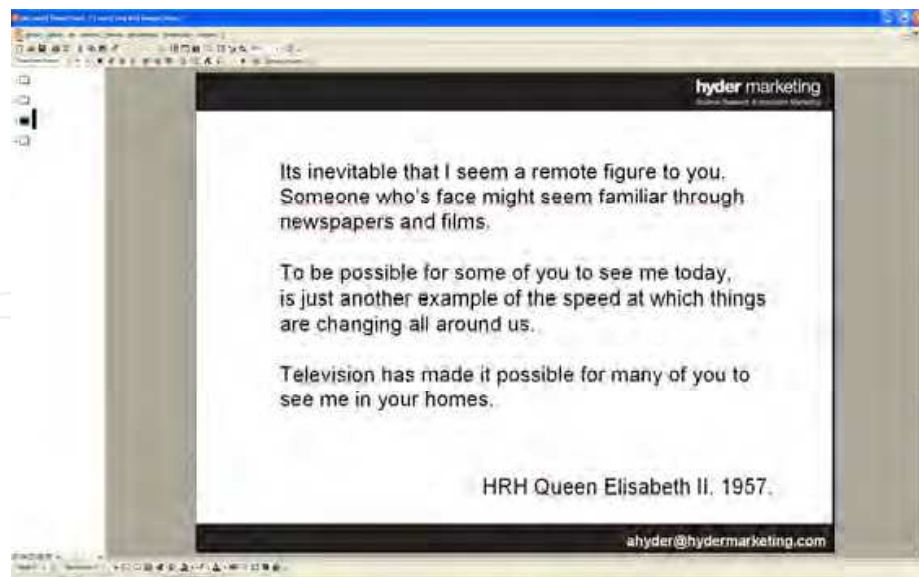 hyder marketing
Its inevitable that I seem a remote figure to you.
Someone who's face might seem familiar through
newspapers and films.
To be possible for some of you to see me today,
is just another example of the speed at which things
are changing all around us.
Television has made it possible for many of you to
see me in your homes.
HRH Queen Elisabeth II. 1957.
ahyder@hydermarketing.com